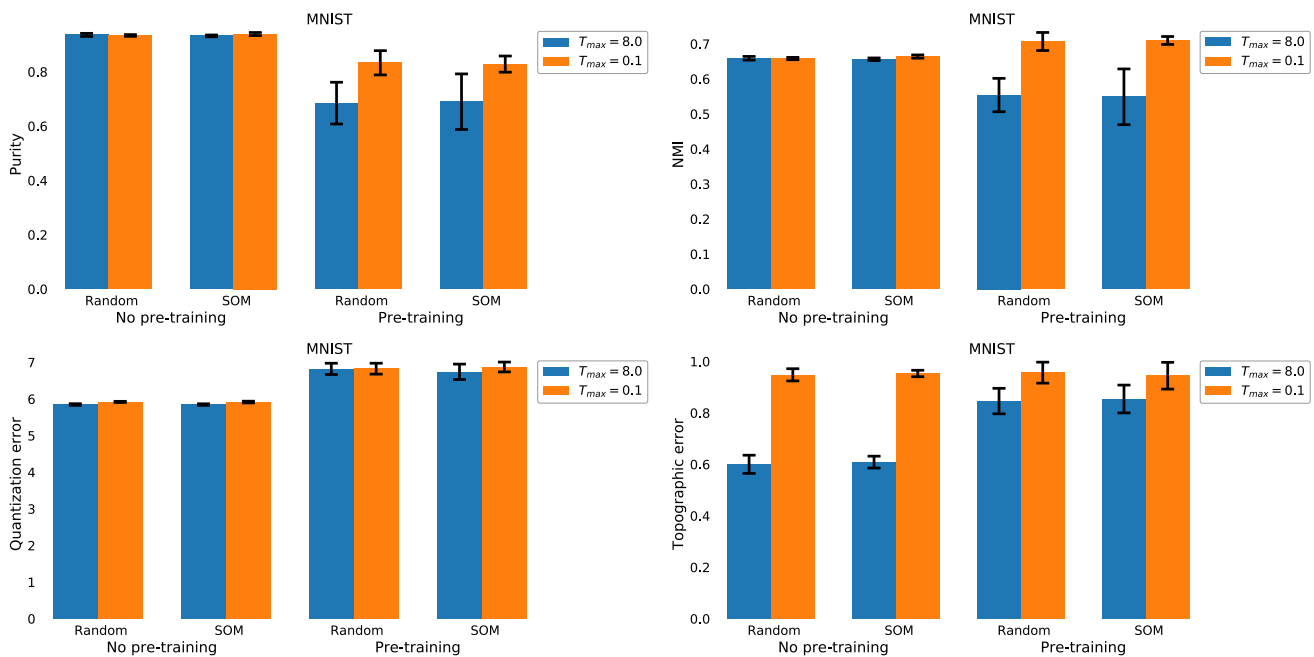 MNIST
T_max = 8.0
T_max = 0.1
Purity
0.8
0.6
0.4
0.2
0.0
Random SOM Random SOM
No pre-training Pre-training
MNIST
T_max = 8.0
T_max = 0.1
NMI
0.7
0.6
0.5
0.4
0.3
0.2
0.1
0.0
Random SOM Random SOM
No pre-training Pre-training
MNIST
T_max = 8.0
T_max = 0.1
Quantization error
7
6
5
4
3
2
1
0
Random SOM Random SOM
No pre-training Pre-training
MNIST
T_max = 8.0
T_max = 0.1
Topographic error
1.0
0.8
0.6
0.4
0.2
0.0
Random SOM Random SOM
No pre-training Pre-training